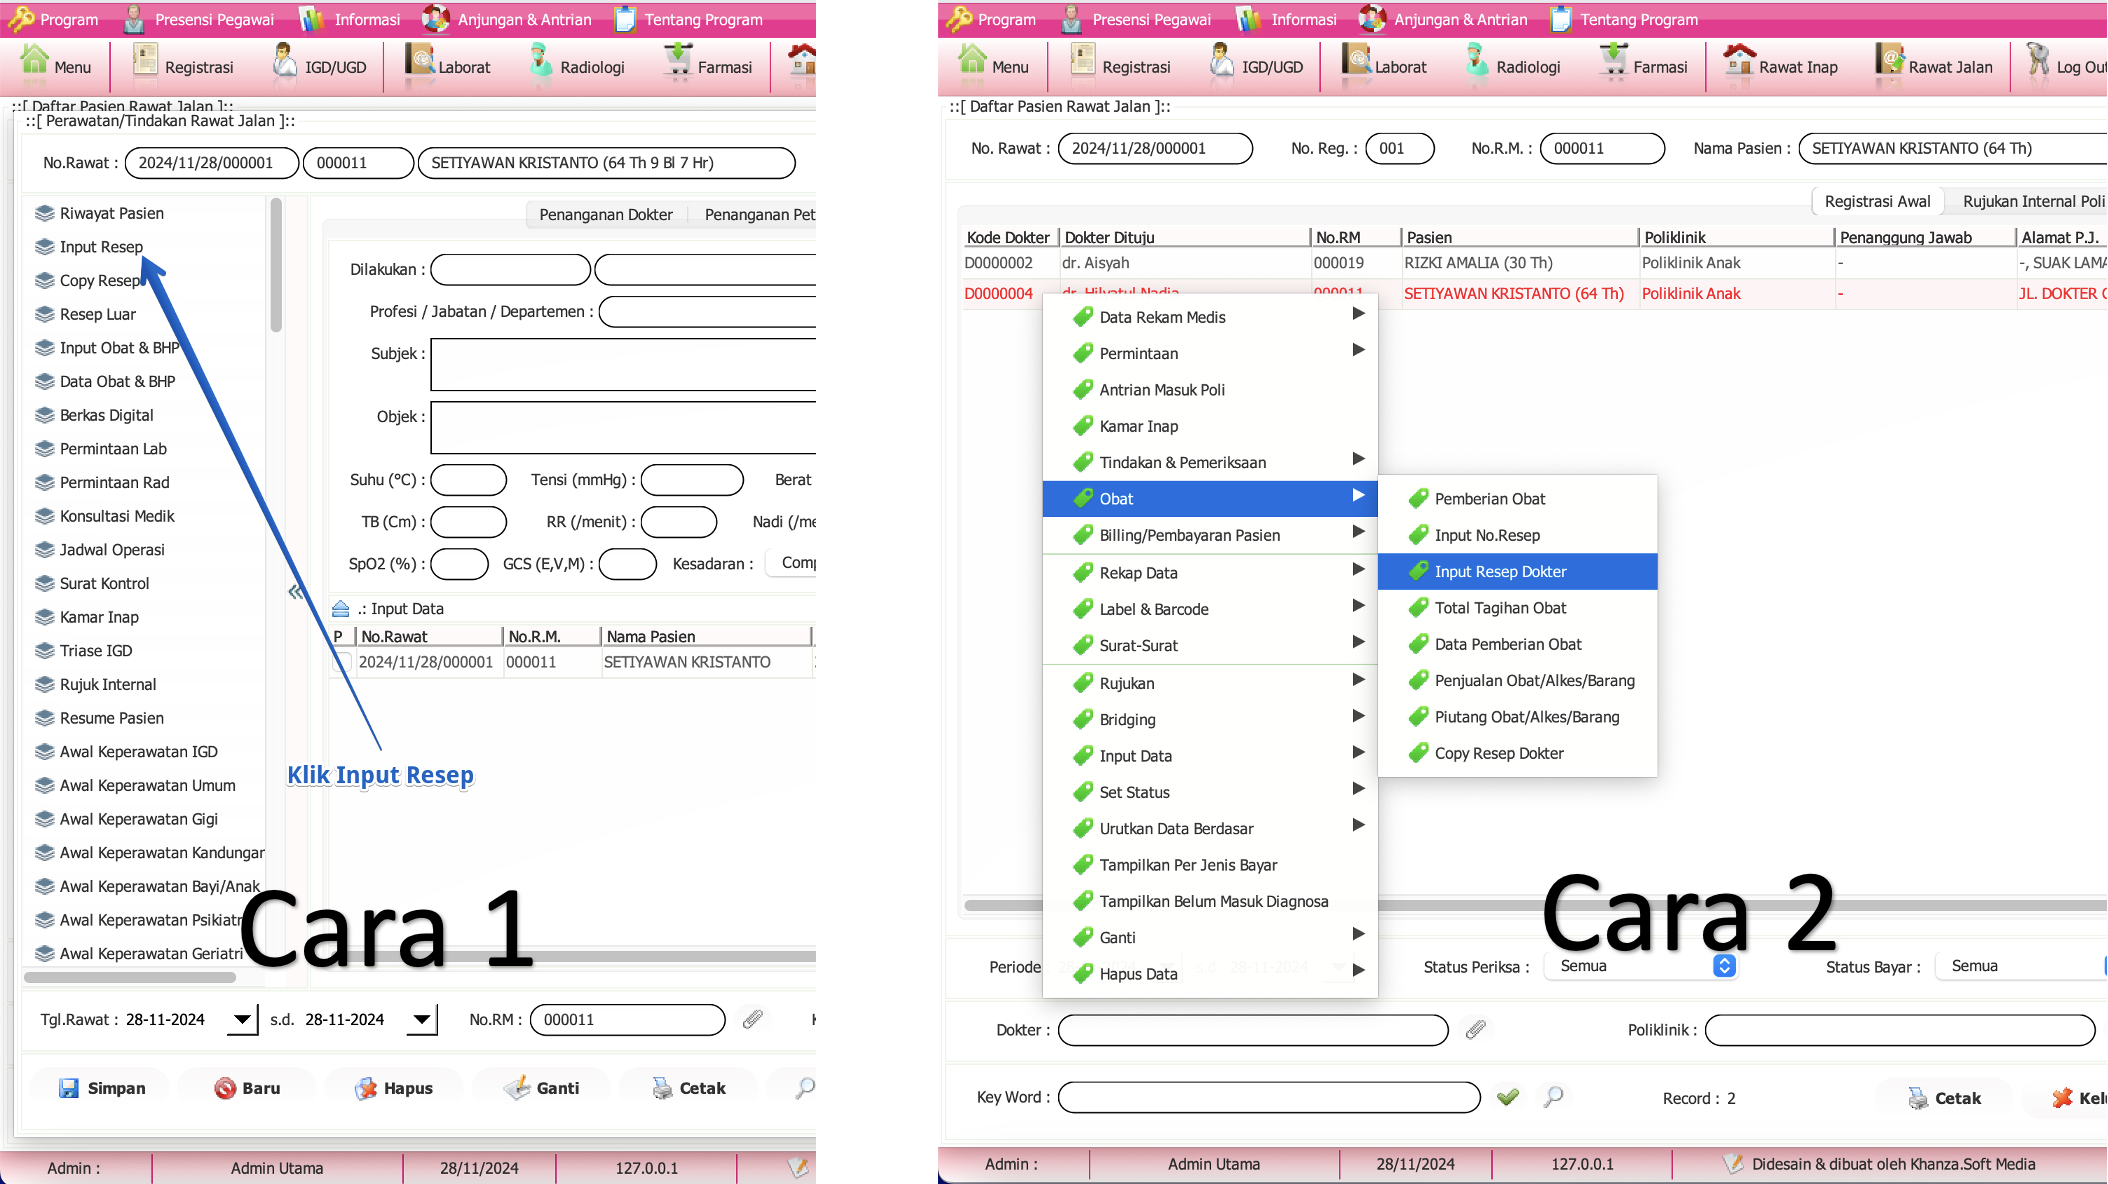 Program
Presensi Pegawai
Informasi
Anjungan & Antrian
Tentang Program
Menu
Registrasi
IGD/UGD
Laborat
Radiologi
Farmasi
::[ Daftar Pasien Rawat Jalan ]::
::[ Perawatan/Tindakan Rawat Jalan ]::
No.Rawat : 2024/11/28/000001 000011 SETIYAWAN KRISTANTO (64 Th 9 Bl 7 Hr)
Riwayat Pasien
Input Resep
Copy Resep
Resep Luar
Input Obat & BHP
Data Obat & BHP
Berkas Digital
Permintaan Lab
Permintaan Rad
Konsultasi Medik
Jadwal Operasi
Surat Kontrol
Kamar Inap
Triase IGD
Rujuk Internal
Resume Pasien
Awal Keperawatan IGD
Awal Keperawatan Umum
Awal Keperawatan Gigi
Awal Keperawatan Kandungan
Awal Keperawatan Bayi/Anak
Awal Keperawatan Psikiatr
Awal Keperawatan Geriatri
Penanganan Dokter
Penanganan Pet
Dilakukan :
Profesi / Jabatan / Departemen :
Subjek :
Objek :
Suhu (°C) : Tensi (mmHg) : Berat
TB (Cm) : RR (/menit) : Nadi (/me
SpO2 (%) : GCS (E,V,M) : Kesadaran : Comp
.: Input Data
P No.Rawat No.R.M. Nama Pasien
2024/11/28/000001 000011 SETIYAWAN KRISTANTO
Klik Input Resep
Cara 1
Tgl.Rawat : 28-11-2024 s.d. 28-11-2024 No.RM : 000011
Simpan
Baru
Hapus
Ganti
Cetak
Admin :
Admin Utama
28/11/2024
127.0.0.1
Program
Presensi Pegawai
Informasi
Anjungan & Antrian
Tentang Program
Menu
Registrasi
IGD/UGD
Laborat
Radiologi
Farmasi
Rawat Inap
Rawat Jalan
Log Out
::[ Daftar Pasien Rawat Jalan ]::
No. Rawat : 2024/11/28/000001 No. Reg. : 001 No.R.M. : 000011 Nama Pasien : SETIYAWAN KRISTANTO (64 Th)
Registrasi Awal
Rujukan Internal Poli
Kode Dokter Dokter Dituju No.RM Pasien Poliklinik Penanggung Jawab Alamat P.J.
D0000002 dr. Aisyah 000019 RIZKI AMALIA (30 Th) Poliklinik Anak - -, SUAK LAMA
D0000004 dr. Hilyatul Nadia 000011 SETIYAWAN KRISTANTO (64 Th) Poliklinik Anak - JL. DOKTER C
Data Rekam Medis
Permintaan
Antrian Masuk Poli
Kamar Inap
Tindakan & Pemeriksaan
Obat
Billing/Pembayaran Pasien
Rekap Data
Label & Barcode
Surat-Surat
Rujukan
Bridging
Input Data
Set Status
Urutkan Data Berdasar
Tampilkan Per Jenis Bayar
Tampilkan Belum Masuk Diagnosa
Ganti
Hapus Data
Pemberian Obat
Input No.Resep
Input Resep Dokter
Total Tagihan Obat
Data Pemberian Obat
Penjualan Obat/Alkes/Barang
Piutang Obat/Alkes/Barang
Copy Resep Dokter
Cara 2
Periode 28-11-2024 s.d 28-11-2024 Status Periksa : Semua Status Bayar : Semua
Dokter : Poliklinik :
Key Word : Record : 2
Cetak
Kelu
Admin :
Admin Utama
28/11/2024
127.0.0.1
Didesain & dibuat oleh Khanza.Soft Media